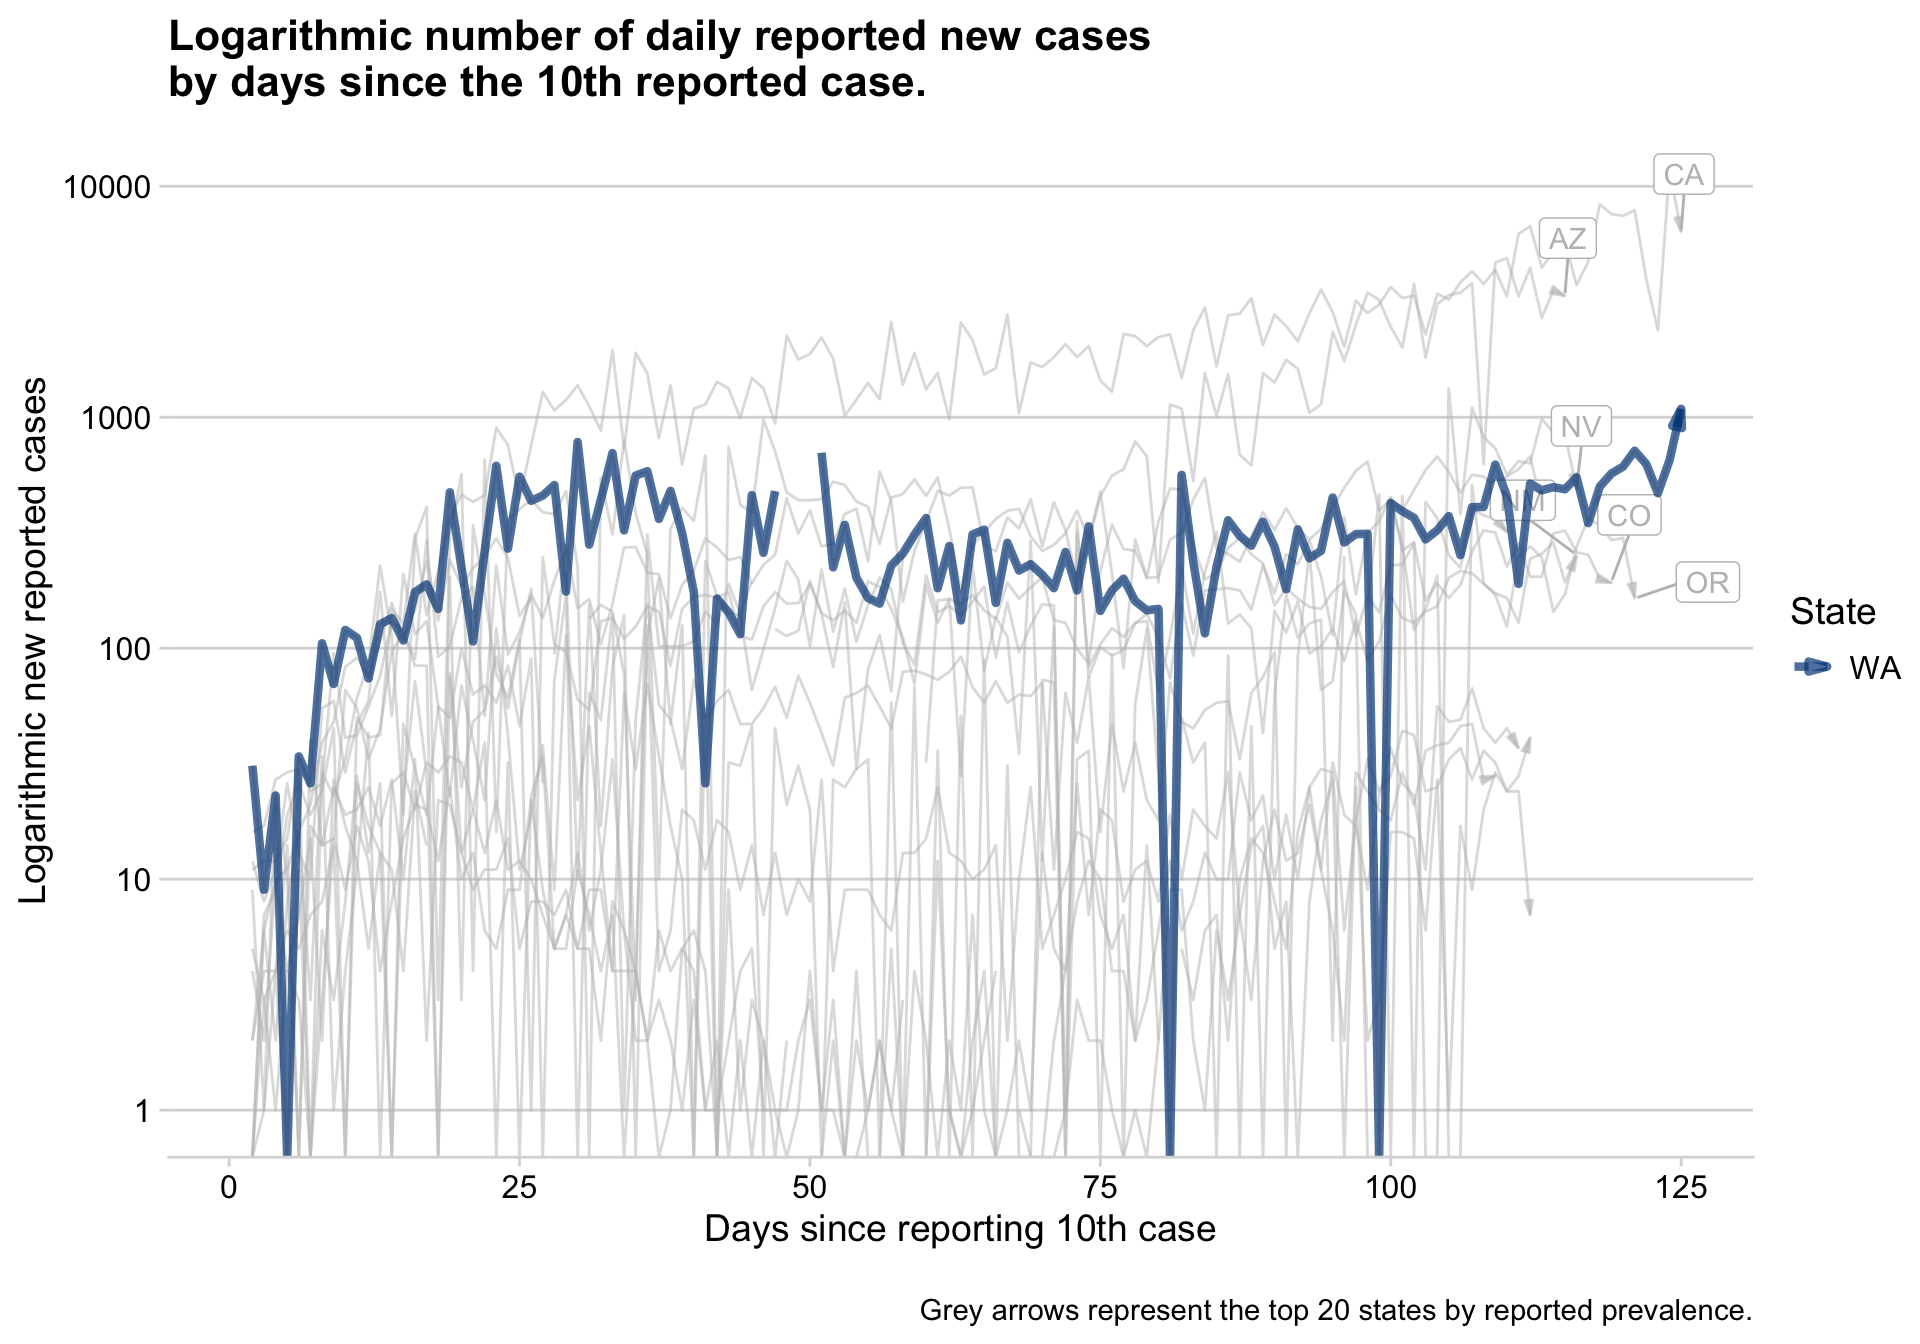 Logarithmic number of daily reported new cases
by days since the 10th reported case.
Logarithmic new reported cases
10000
1000
100
10
1
CA
AZ
NV
NM
CO
OR
State
WA
0
25
50
75
100
125
Days since reporting 10th case
Grey arrows represent the top 20 states by reported prevalence.